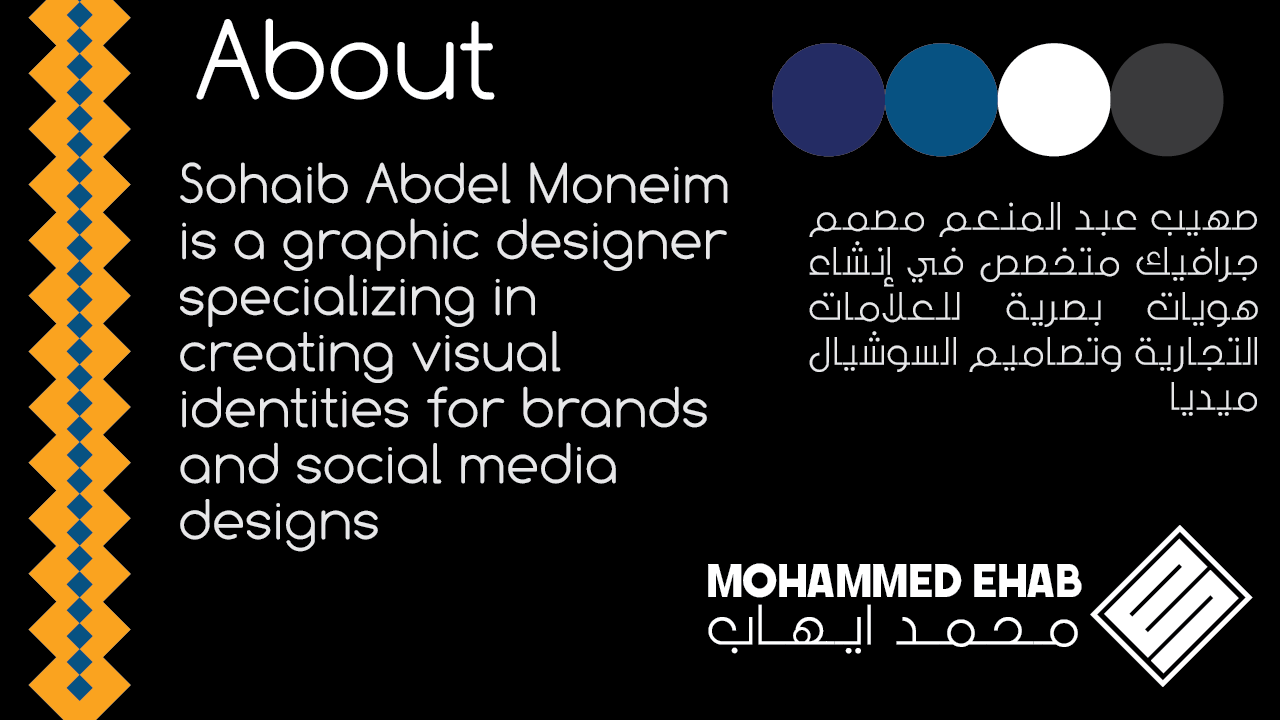 About
Sohaib Abdel Moneim
is a graphic designer
specializing in
creating visual
identities for brands
and social media
designs
صهيب عبد المنعم مصمم
جرافيك متخصص في إنشاء
هويات بصرية للعلامات
التجارية وتصاميم السوشيال
ميديا
MOHAMMED EHAB
محمد ايهاب